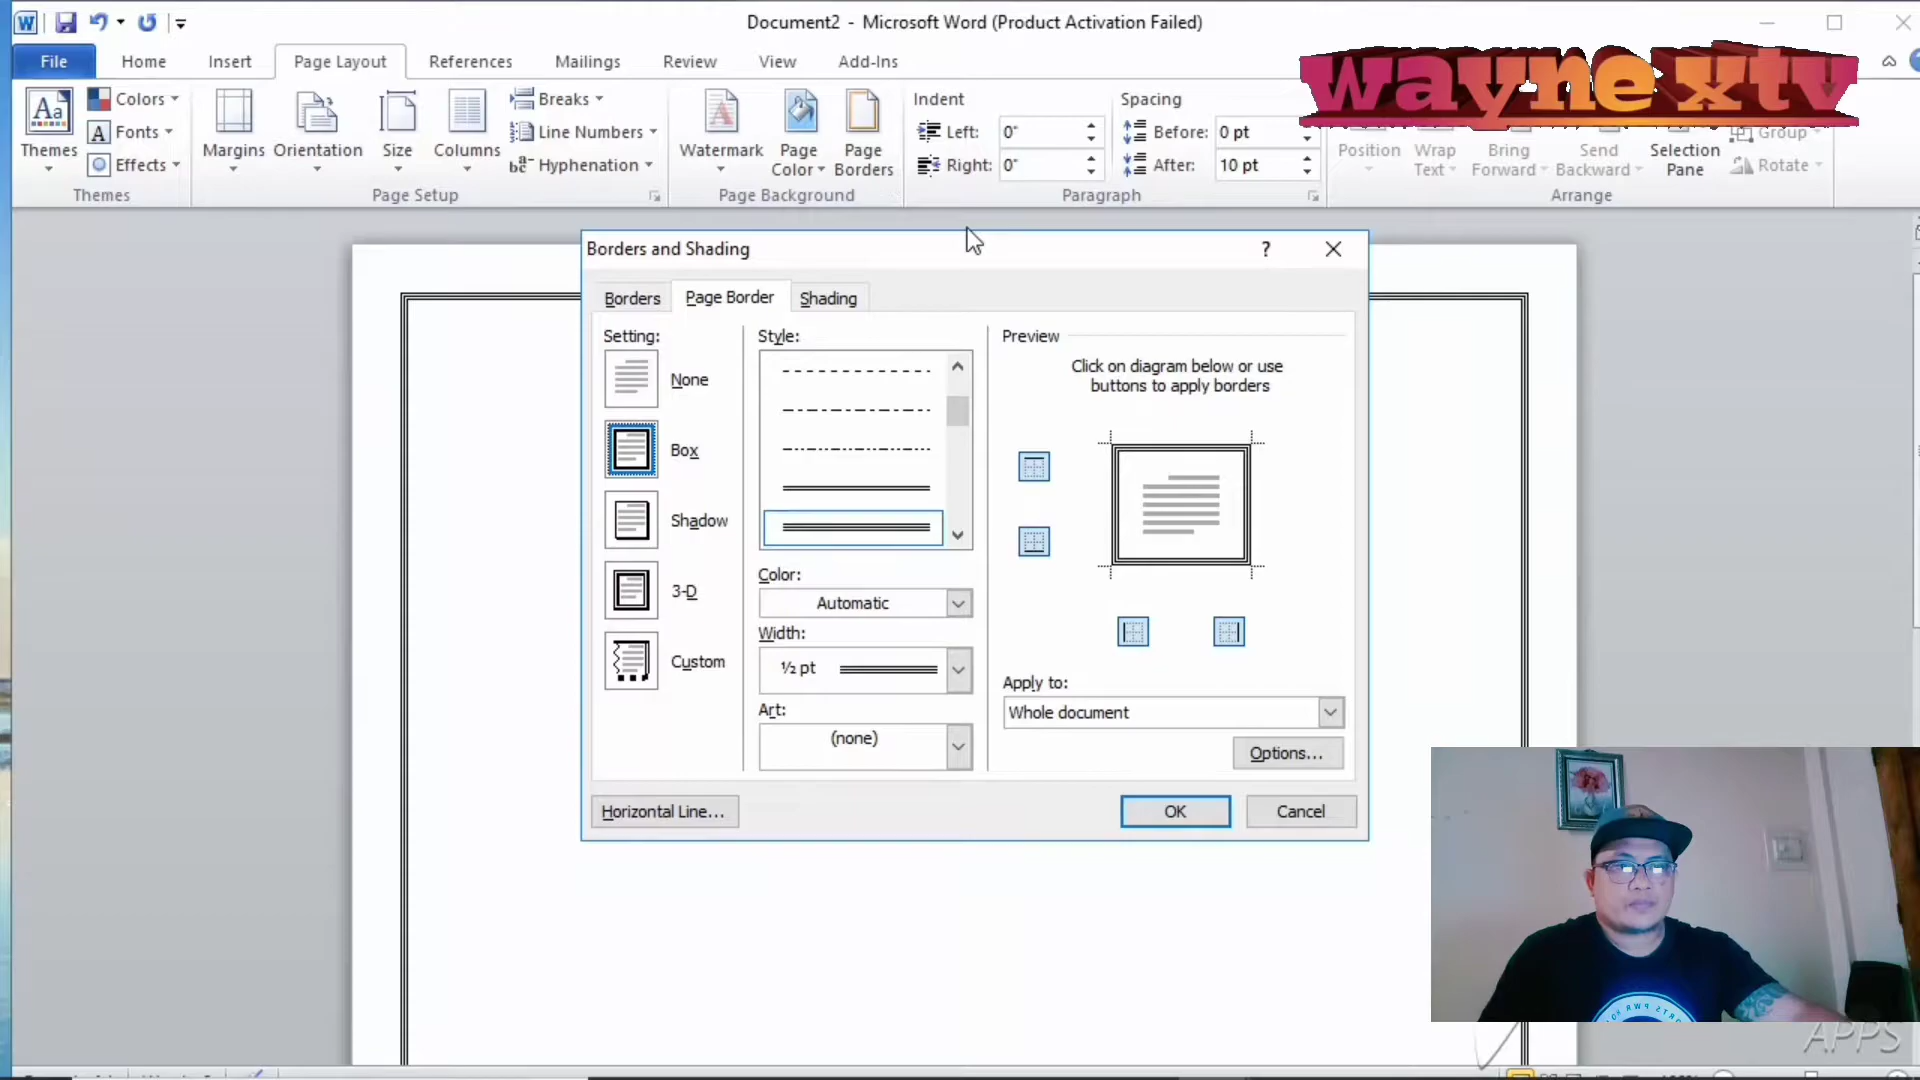 Document2 - Microsoft Word (Product Activation Failed)
File Home Insert Page Layout References Mailings Review View Add-Ins
wayne xtv
Colors
Fonts
Effects
Themes
Themes
Margins
Orientation
Size
Columns
Breaks
Line Numbers
Hyphenation
Page Setup
Watermark
Page
Color
Page
Borders
Page Background
Indent
Left: 0"
Right: 0"
Spacing
Before: 0 pt
After: 10 pt
Paragraph
Position
Wrap
Text
Bring
Forward
Send
Backward
Selection
Pane
Group
Rotate
Arrange
Borders and Shading
?
Borders Page Border Shading
Setting:
None
Box
Shadow
3-D
Custom
Style:
Color:
Automatic
Width:
½ pt
Art:
(none)
Preview
Click on diagram below or use
buttons to apply borders
Apply to:
Whole document
Options...
Horizontal Line...
OK
Cancel
APPS